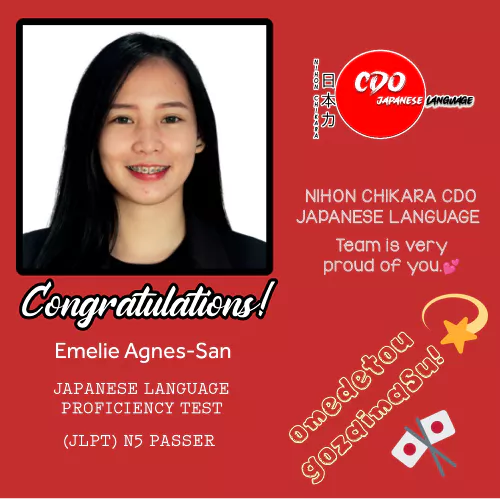 NIHON CHIKARA
日本力
CDO
JAPANESE LANGUAGE
NIHON CHIKARA CDO
JAPANESE LANGUAGE
Team is very
proud of you.💕
Congratulations!
Emelie Agnes-San
JAPANESE LANGUAGE
PROFICIENCY TEST
(JLPT) N5 PASSER
Omedetou
gozaimaSu!